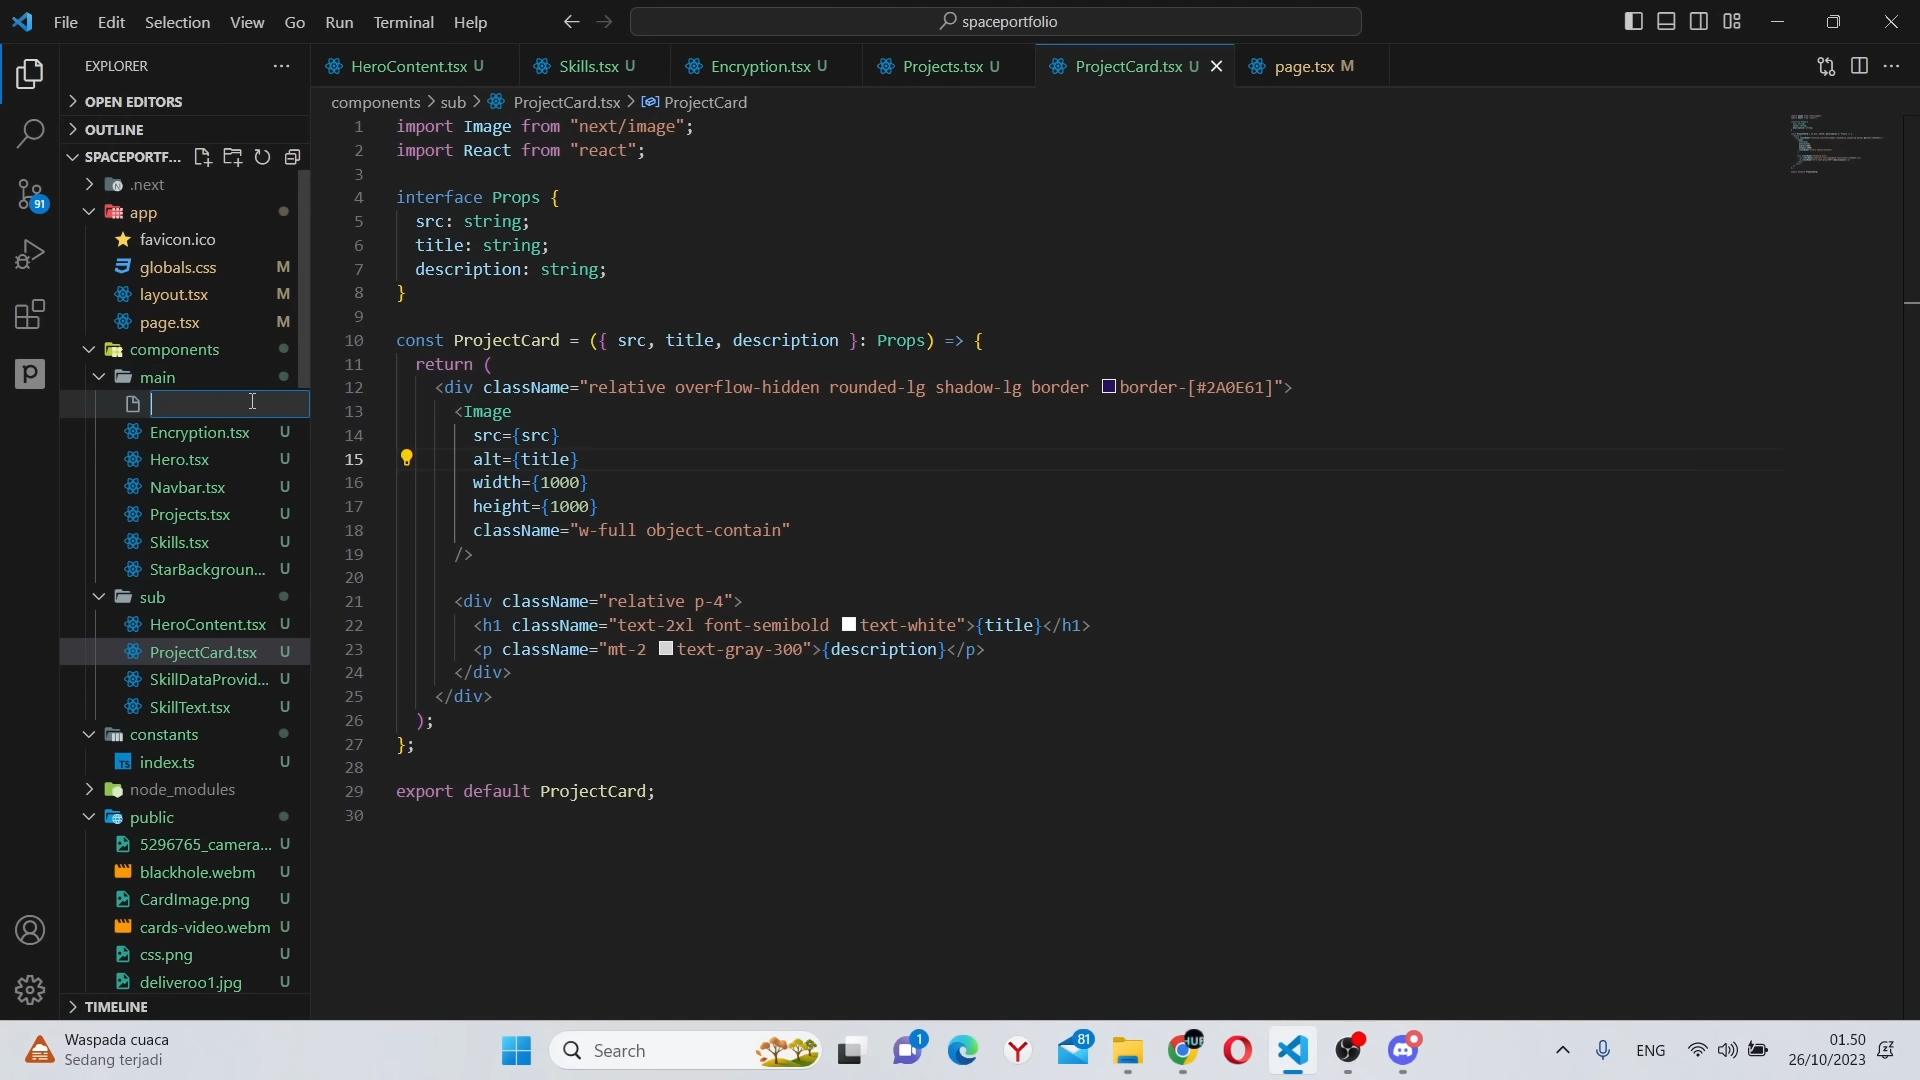 File Edit Selection View Go Run Terminal Help
spaceportfolio
EXPLORER
OPEN EDITORS
OUTLINE
SPACEPORTF...
.next
app
favicon.ico
globals.css M
layout.tsx M
page.tsx M
components
main
Encryption.tsx U
Hero.tsx U
Navbar.tsx U
Projects.tsx U
Skills.tsx U
StarBackgroun... U
sub
HeroContent.tsx U
ProjectCard.tsx U
SkillDataProvid... U
SkillText.tsx U
constants
TS index.ts U
node_modules
public
5296765_camera... U
blackhole.webm U
CardImage.png U
cards-video.webm U
css.png U
deliveroo1.jpg U
TIMELINE
91
HeroContent.tsx U Skills.tsx U Encryption.tsx U Projects.tsx U ProjectCard.tsx U page.tsx M
components > sub > ProjectCard.tsx > ProjectCard
1 import Image from "next/image";
2 import React from "react";
3
4 interface Props {
5 src: string;
6 title: string;
7 description: string;
8 }
9
10 const ProjectCard = ({ src, title, description }: Props) => {
11 return (
12 <div className="relative overflow-hidden rounded-lg shadow-lg border border-[#2A0E61]">
13 <Image
14 src={src}
15 alt={title}
16 width={1000}
17 height={1000}
18 className="w-full object-contain"
19 />
20
21 <div className="relative p-4">
22 <h1 className="text-2xl font-semibold text-white">{title}</h1>
23 <p className="mt-2 text-gray-300">{description}</p>
24 </div>
25 </div>
26 );
27 };
28
29 export default ProjectCard;
30
Waspada cuaca
Sedang terjadi
Search
1
81
HUB
ENG
01.50
26/10/2023